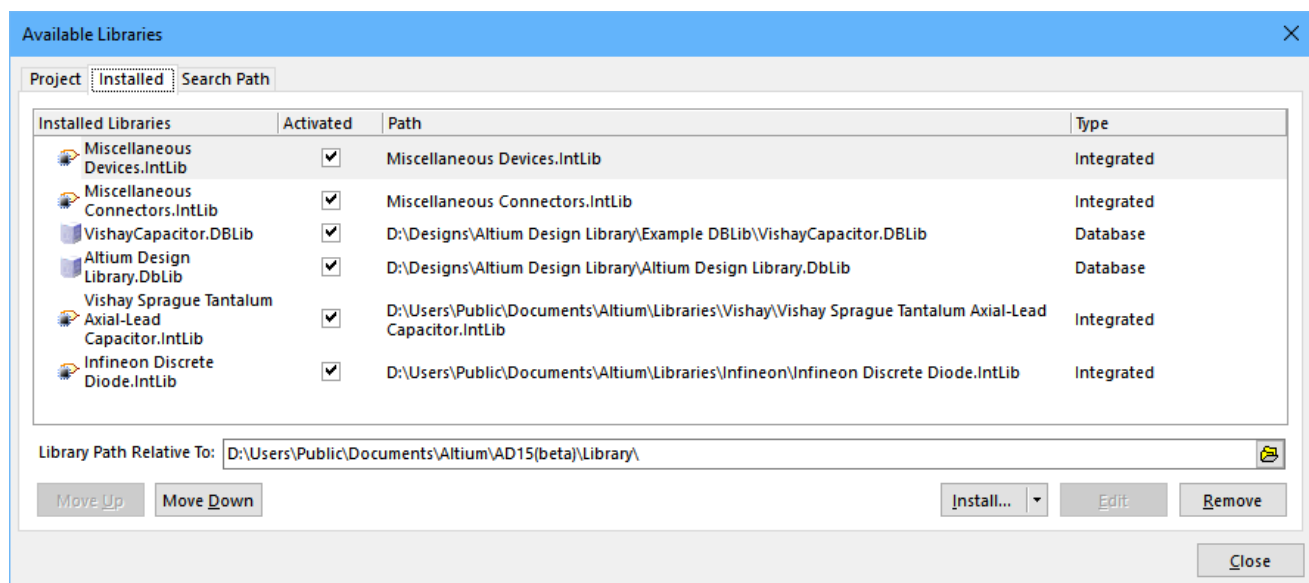 Available Libraries
Project Installed Search Path
Installed Libraries Activated Path Type
Miscellaneous
Devices.IntLib
Miscellaneous Devices.IntLib Integrated
Miscellaneous
Connectors.IntLib
Miscellaneous Connectors.IntLib Integrated
VishayCapacitor.DBLib D:\Designs\Altium Design Library\Example DBLib\VishayCapacitor.DBLib Database
Altium Design
Library.DbLib
D:\Designs\Altium Design Library\Altium Design Library.DbLib Database
Vishay Sprague Tantalum
Axial-Lead
Capacitor.IntLib
D:\Users\Public\Documents\Altium\Libraries\Vishay\Vishay Sprague Tantalum Axial-Lead
Capacitor.IntLib
Integrated
Infineon Discrete
Diode.IntLib
D:\Users\Public\Documents\Altium\Libraries\Infineon\Infineon Discrete Diode.IntLib Integrated
Library Path Relative To: D:\Users\Public\Documents\Altium\AD15(beta)\Library\
Move Up Move Down Install... Edit Remove
Close